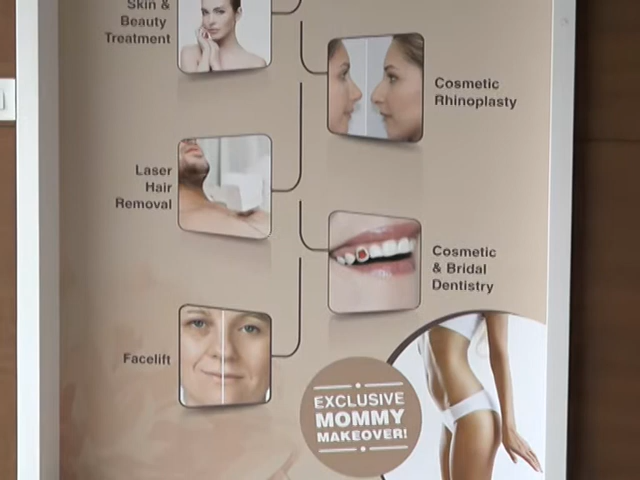 Skin &
Beauty
Treatment
Cosmetic
Rhinoplasty
Laser
Hair
Removal
Cosmetic
& Bridal
Dentistry
Facelift
EXCLUSIVE
MOMMY
MAKEOVER!